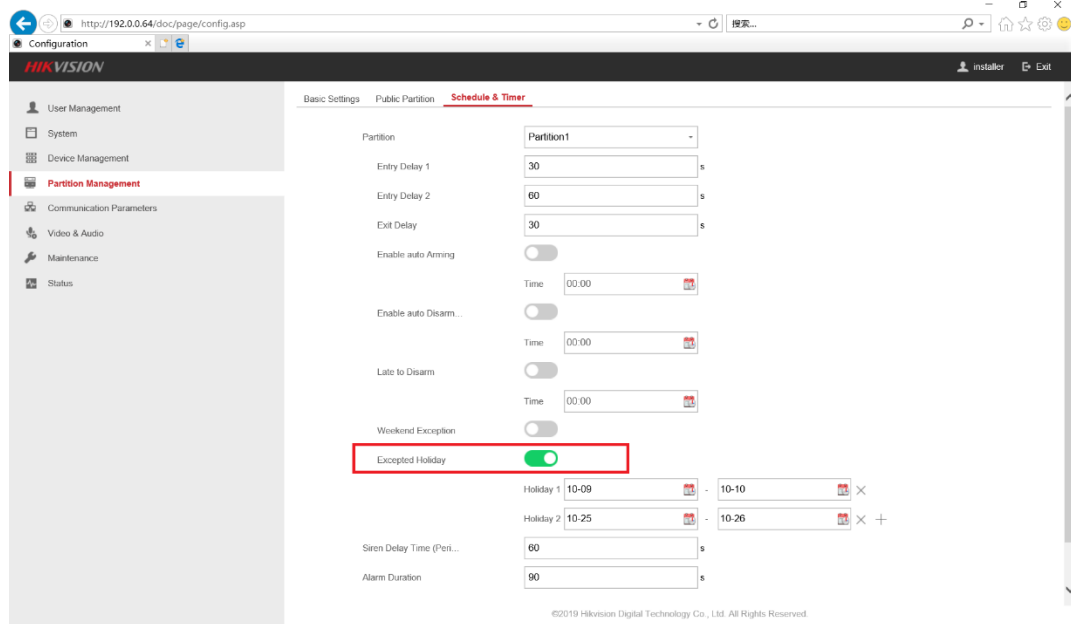 http://192.0.0.64/doc/page/config.asp
搜索...
Configuration
HIKVISION
installer
Exit
User Management
System
Device Management
Partition Management
Communication Parameters
Video & Audio
Maintenance
Status
Basic Settings Public Partition Schedule & Timer
Partition Partition1
Entry Delay 1 30 s
Entry Delay 2 60 s
Exit Delay 30 s
Enable auto Arming
Time 00:00
Enable auto Disarm...
Time 00:00
Late to Disarm
Time 00:00
Weekend Exception
Excepted Holiday
Holiday 1 10-09 - 10-10
Holiday 2 10-25 - 10-26
Siren Delay Time (Peri... 60 s
Alarm Duration 90 s
©2019 Hikvision Digital Technology Co., Ltd. All Rights Reserved.